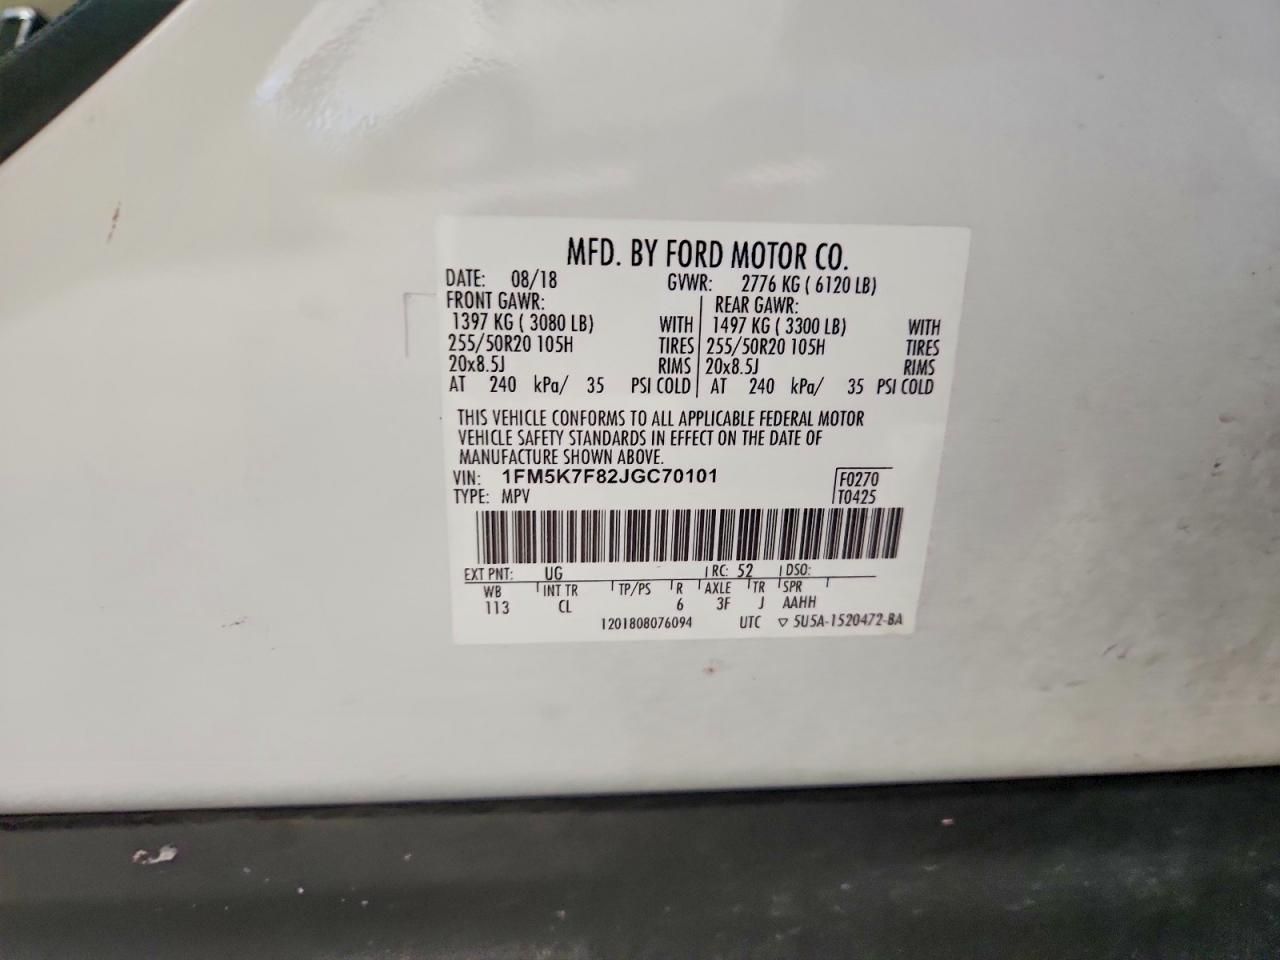 MFD. BY FORD MOTOR CO.
DATE: 08/18 GVWR: 2776 KG ( 6120 LB)
FRONT GAWR: REAR GAWR:
1397 KG ( 3080 LB) WITH 1497 KG ( 3300 LB) WITH
255/50R20 105H TIRES 255/50R20 105H TIRES
20x8.5J RIMS 20x8.5J RIMS
AT 240 kPa/ 35 PSI COLD AT 240 kPa/ 35 PSI COLD
THIS VEHICLE CONFORMS TO ALL APPLICABLE FEDERAL MOTOR
VEHICLE SAFETY STANDARDS IN EFFECT ON THE DATE OF
MANUFACTURE SHOWN ABOVE.
VIN: 1FM5K7F82JGC70101 F0270
TYPE: MPV T0425
EXT PNT: UG RC: 52 DSO:
WB INT TR TP/PS R AXLE TR SPR
113 CL 6 3F J AAHH
1201808076094 UTC ▽ 5U5A-1520472-BA